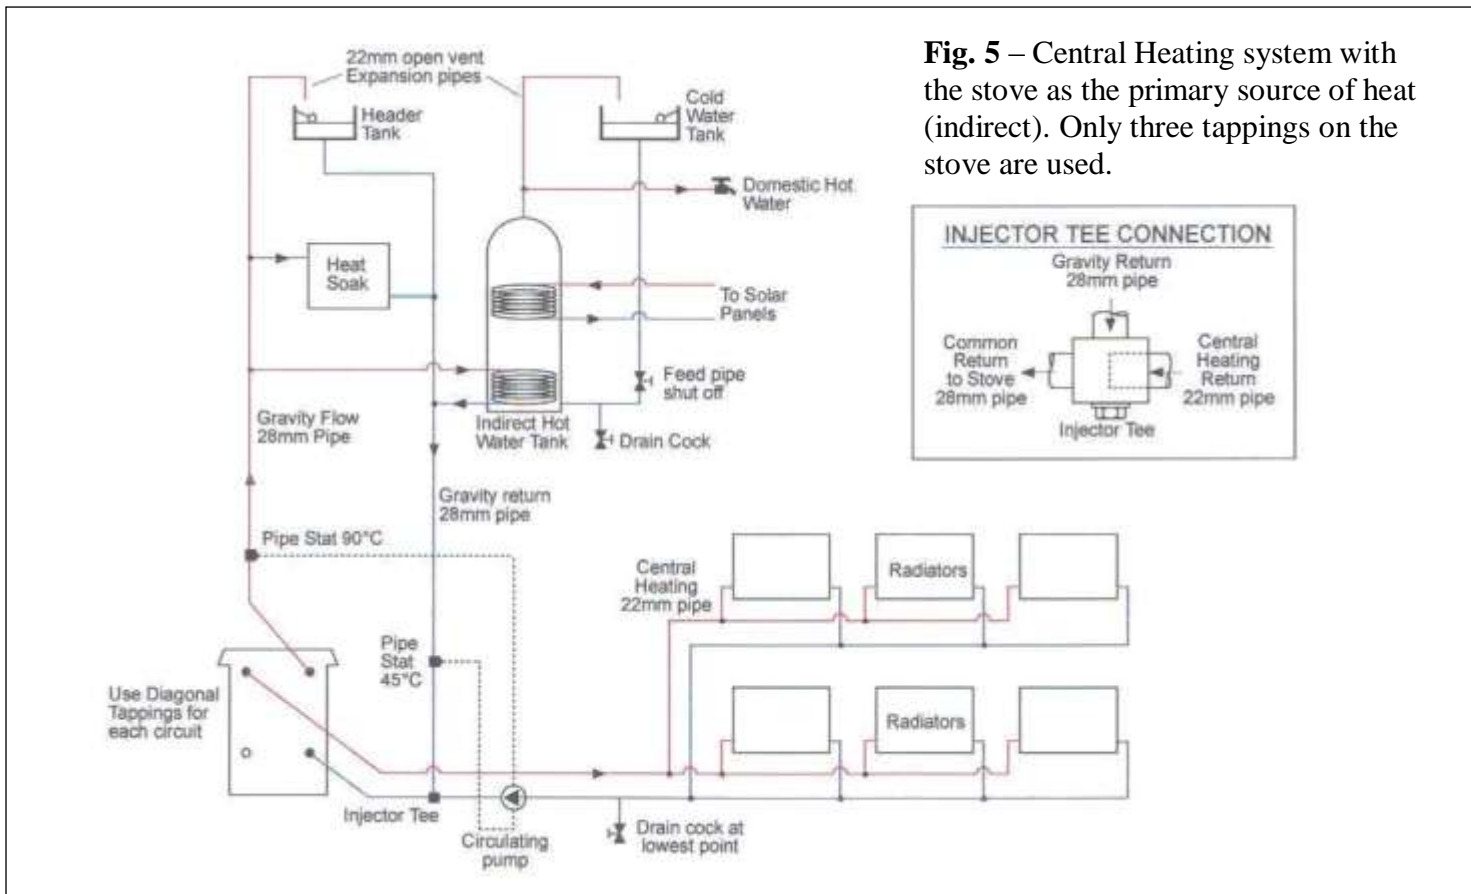 22mm open vent
Expansion pipes
Header
Tank
Cold
Water
Tank
Fig. 5 – Central Heating system with
the stove as the primary source of heat
(indirect). Only three tappings on the
stove are used.
Domestic Hot
Water
Heat
Soak
To Solar
Panels
Feed pipe
shut off
Gravity Flow
28mm Pipe
Indirect Hot
Water Tank
Drain Cock
INJECTOR TEE CONNECTION
Gravity Return
28mm pipe
Common
Return
to Stove
28mm pipe
Central
Heating
Return
22mm pipe
Injector Tee
Gravity return
28mm pipe
Pipe Stat 90°C
Central
Heating
22mm pipe
Radiators
Pipe
Stat
45°C
Use Diagonal
Tappings for
each circuit
Radiators
Injector Tee
Circulating
pump
Drain cock at
lowest point